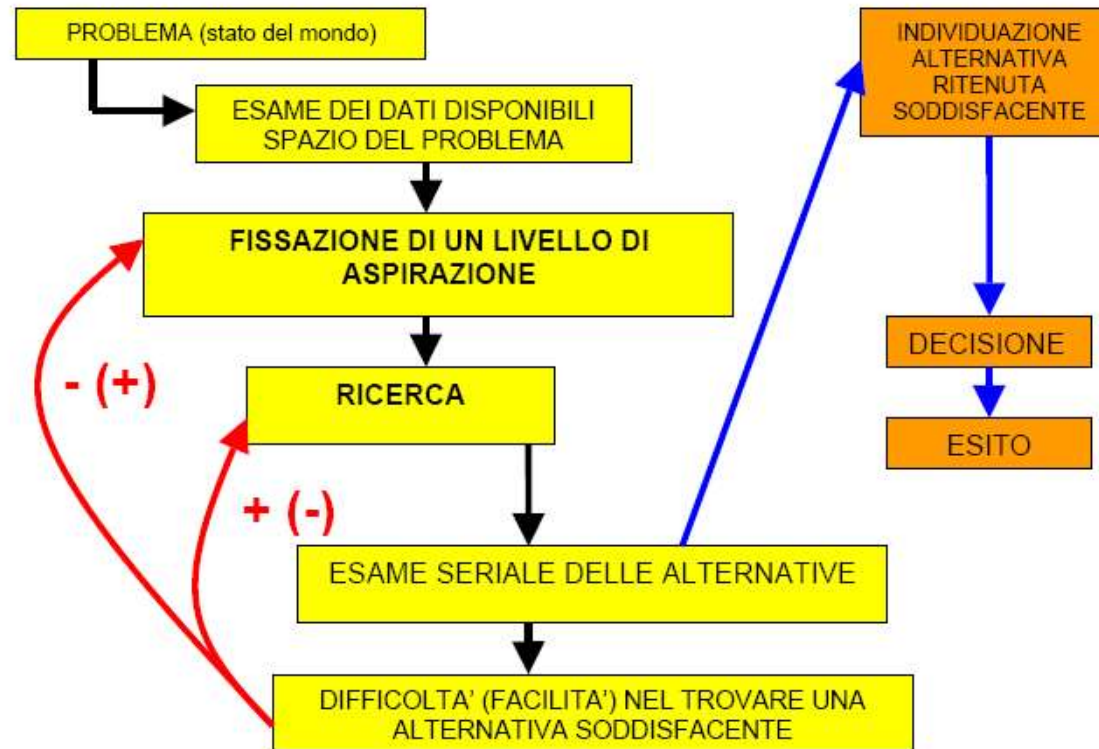 PROBLEMA (stato del mondo)
ESAME DEI DATI DISPONIBILI
SPAZIO DEL PROBLEMA
FISSAZIONE DI UN LIVELLO DI
ASPIRAZIONE
RICERCA
- (+)
+ (-)
ESAME SERIALE DELLE ALTERNATIVE
DIFFICOLTA' (FACILITA') NEL TROVARE UNA
ALTERNATIVA SODDISFACENTE
INDIVIDUAZIONE
ALTERNATIVA
RITENUTA
SODDISFACENTE
DECISIONE
ESITO